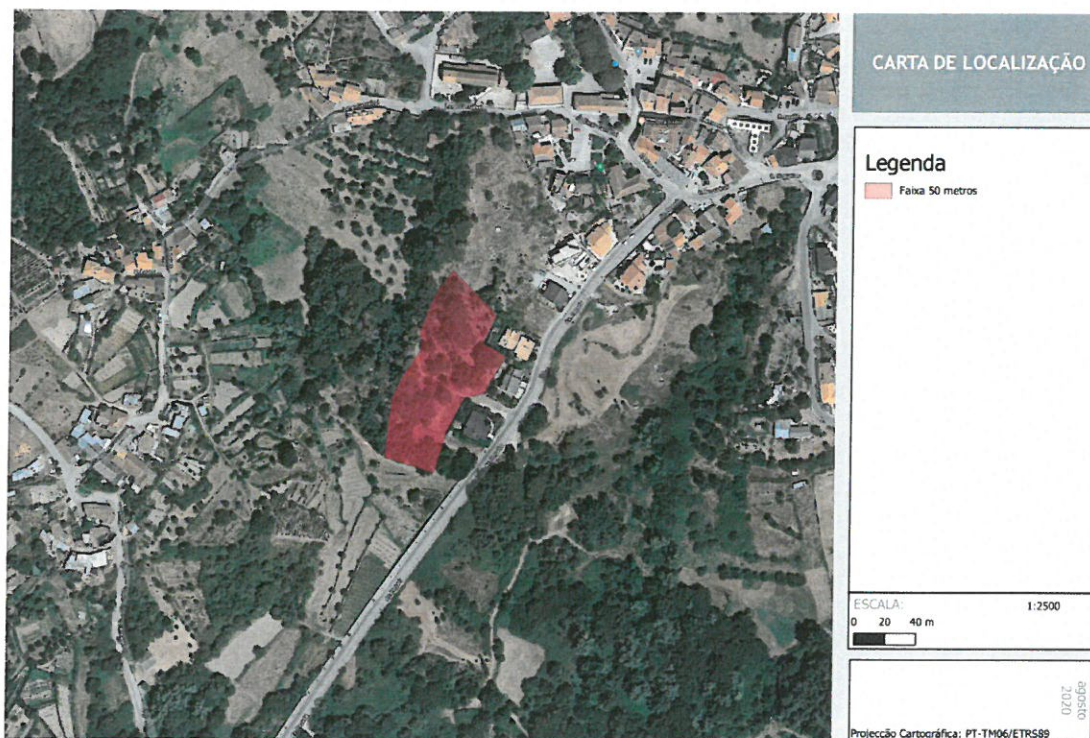 CARTA DE LOCALIZAÇÃO
Legenda
Faixa 50 metros
ESCALA: 1:2500
0 20 40 m
agosto
2020
Projecção Cartográfica: PT-TM06/ETRS89